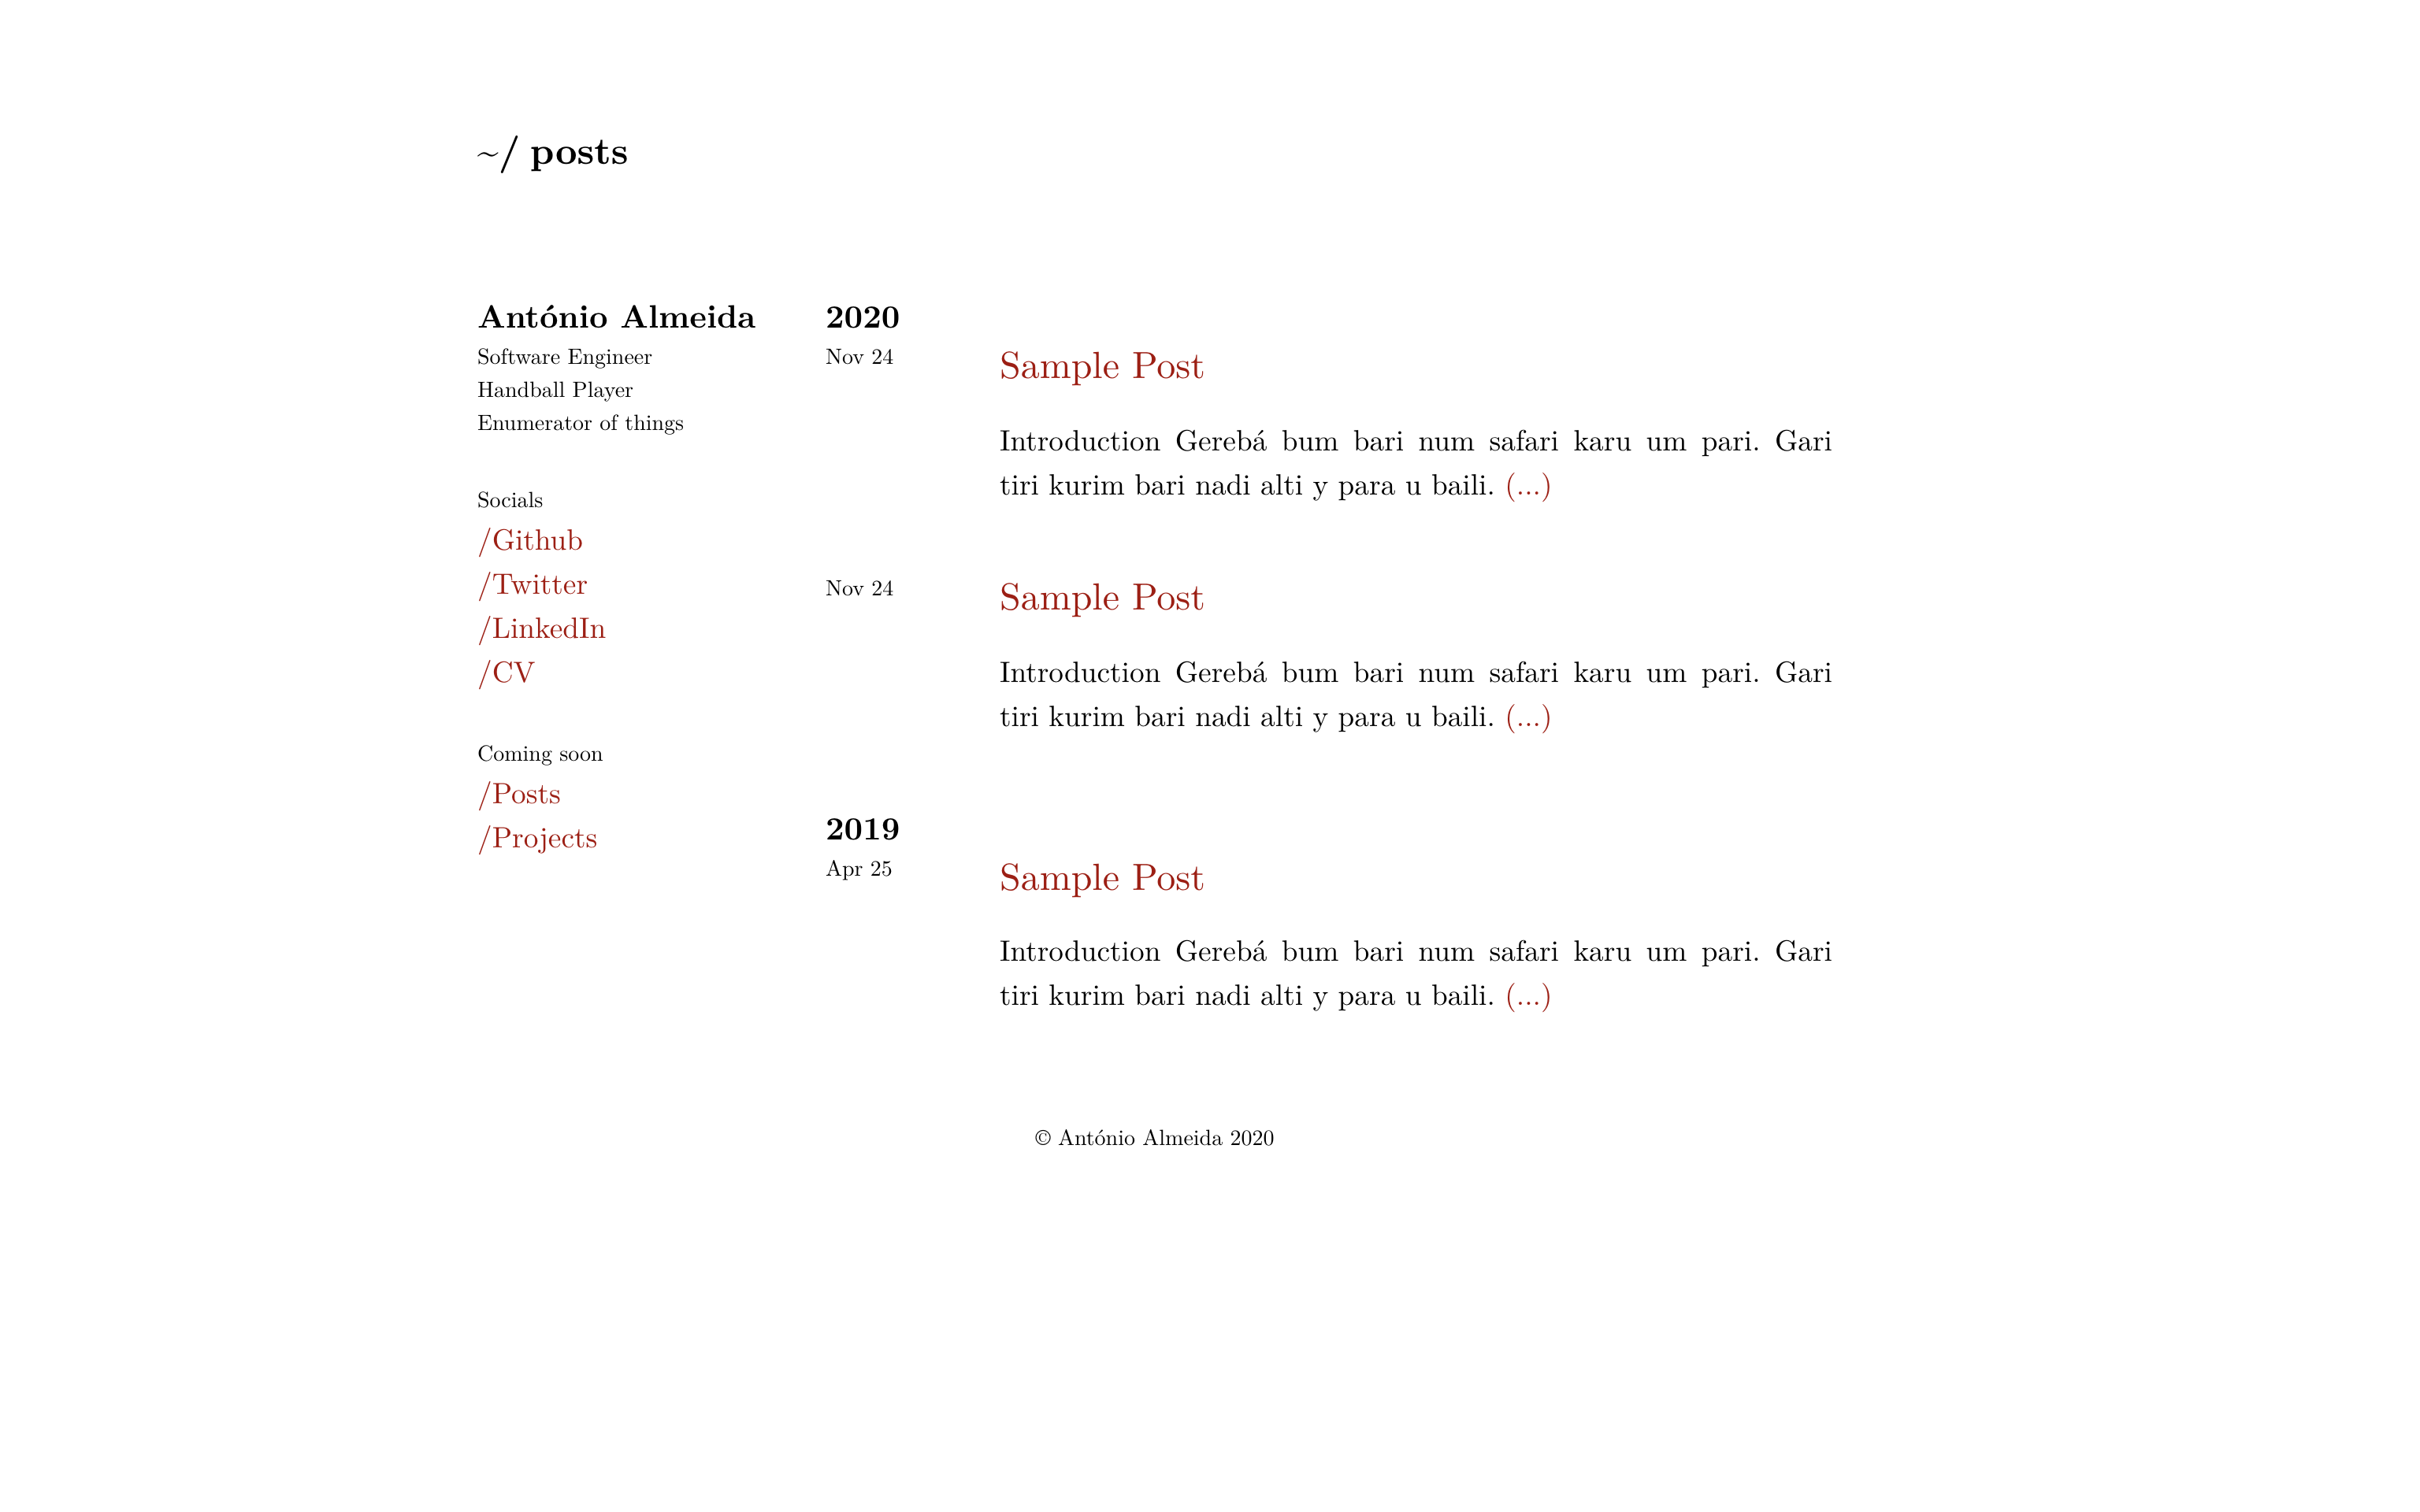 ~/ posts
António Almeida
Software Engineer
Handball Player
Enumerator of things
Socials
/Github
/Twitter
/LinkedIn
/CV
Coming soon
/Posts
/Projects
2020
Nov 24
Sample Post
Introduction Gerebá bum bari num safari karu um pari. Gari
tiri kurim bari nadi alti y para u baili. (...)
Nov 24
Sample Post
Introduction Gerebá bum bari num safari karu um pari. Gari
tiri kurim bari nadi alti y para u baili. (...)
2019
Apr 25
Sample Post
Introduction Gerebá bum bari num safari karu um pari. Gari
tiri kurim bari nadi alti y para u baili. (...)
© António Almeida 2020